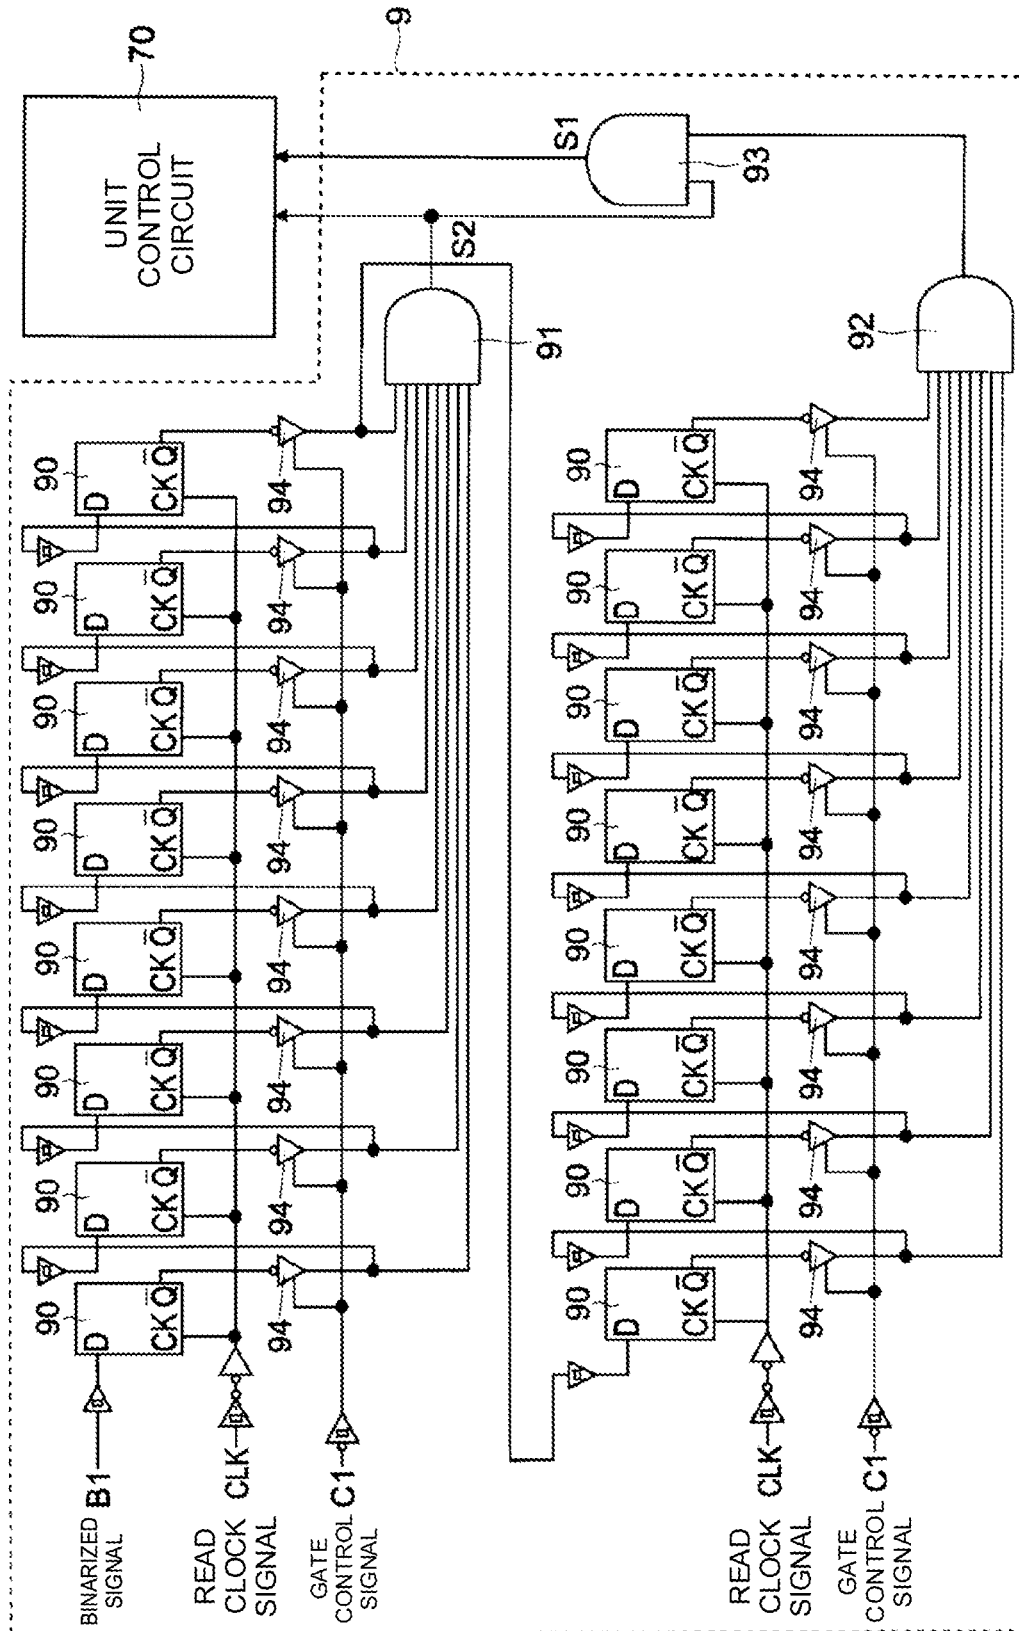 BINARIZED
SIGNAL
B1
90
D
CK Q̅
90
D
CK Q̅
90
D
CK Q̅
90
D
CK Q̅
90
D
CK Q̅
90
D
CK Q̅
90
D
CK Q̅
90
D
CK Q̅
READ
CLOCK
SIGNAL
CLK
94
94
94
94
94
94
94
94
GATE
CONTROL
SIGNAL
C1
91
S2
UNIT
CONTROL
CIRCUIT
70
9
S1
93
90
D
CK Q̅
90
D
CK Q̅
90
D
CK Q̅
90
D
CK Q̅
90
D
CK Q̅
90
D
CK Q̅
90
D
CK Q̅
90
D
CK Q̅
READ
CLOCK
SIGNAL
CLK
94
94
94
94
94
94
94
94
GATE
CONTROL
SIGNAL
C1
92